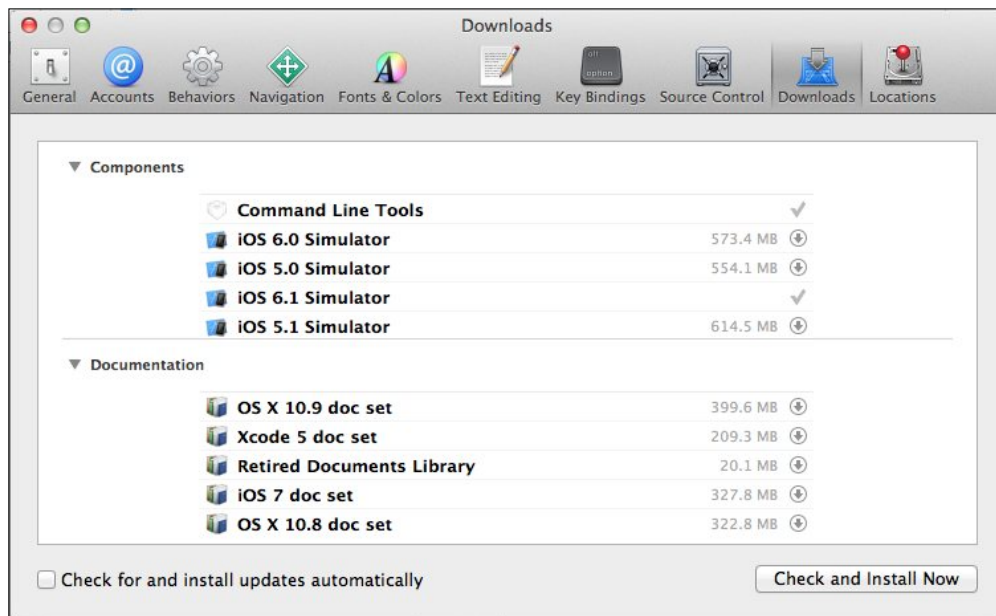 Downloads
General Accounts Behaviors Navigation Fonts & Colors Text Editing Key Bindings Source Control Downloads Locations
Components
Command Line Tools
iOS 6.0 Simulator 573.4 MB
iOS 5.0 Simulator 554.1 MB
iOS 6.1 Simulator
iOS 5.1 Simulator 614.5 MB
Documentation
OS X 10.9 doc set 399.6 MB
Xcode 5 doc set 209.3 MB
Retired Documents Library 20.1 MB
iOS 7 doc set 327.8 MB
OS X 10.8 doc set 322.8 MB
Check for and install updates automatically Check and Install Now